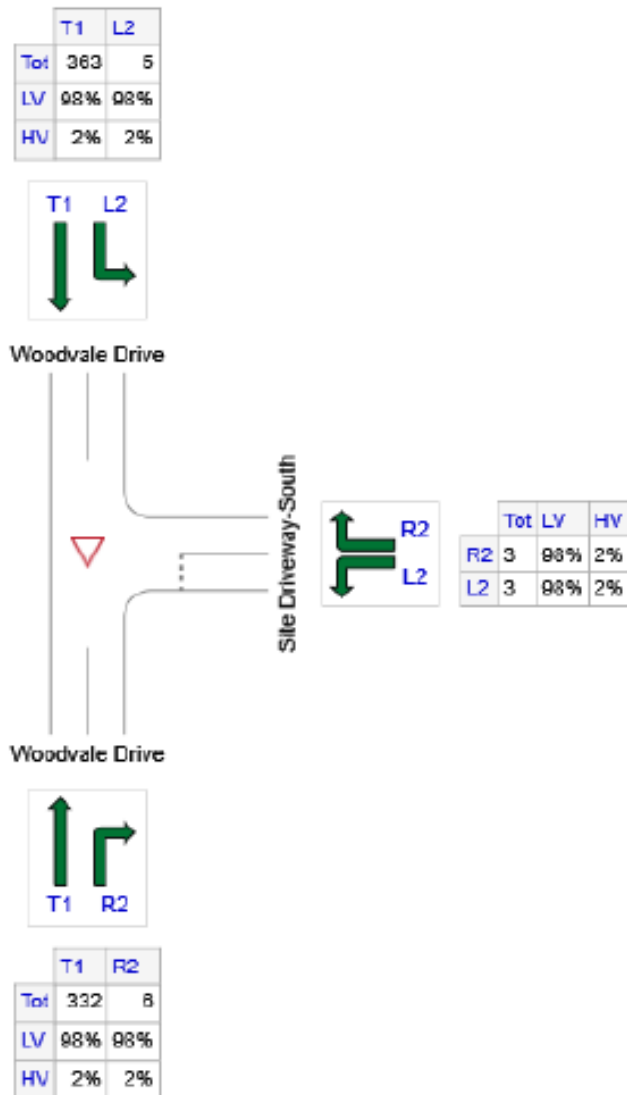 T1 L2
Tot 363 5
LV 98% 98%
HV 2% 2%
T1 L2
Woodvale Drive
Site Driveway-South
R2
L2
Tot LV HV
R2 3 98% 2%
L2 3 98% 2%
Woodvale Drive
T1 R2
T1 R2
Tot 332 6
LV 98% 98%
HV 2% 2%